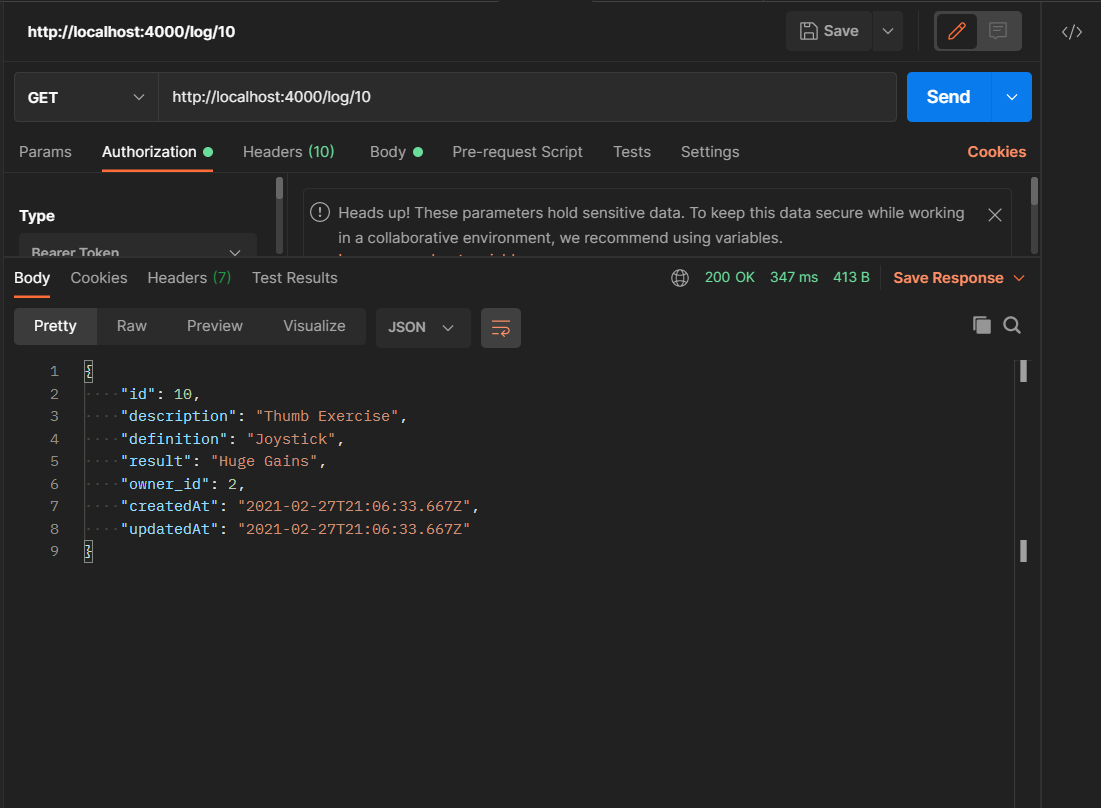 http://localhost:4000/log/10
Save
GET
http://localhost:4000/log/10
Send
Params Authorization Headers (10) Body Pre-request Script Tests Settings Cookies
Type
Bearer Token
Heads up! These parameters hold sensitive data. To keep this data secure while working
in a collaborative environment, we recommend using variables.
Body Cookies Headers (7) Test Results 200 OK 347 ms 413 B Save Response
Pretty Raw Preview Visualize JSON
1 {
2 "id": 10,
3 "description": "Thumb Exercise",
4 "definition": "Joystick",
5 "result": "Huge Gains",
6 "owner_id": 2,
7 "createdAt": "2021-02-27T21:06:33.667Z",
8 "updatedAt": "2021-02-27T21:06:33.667Z"
9 }